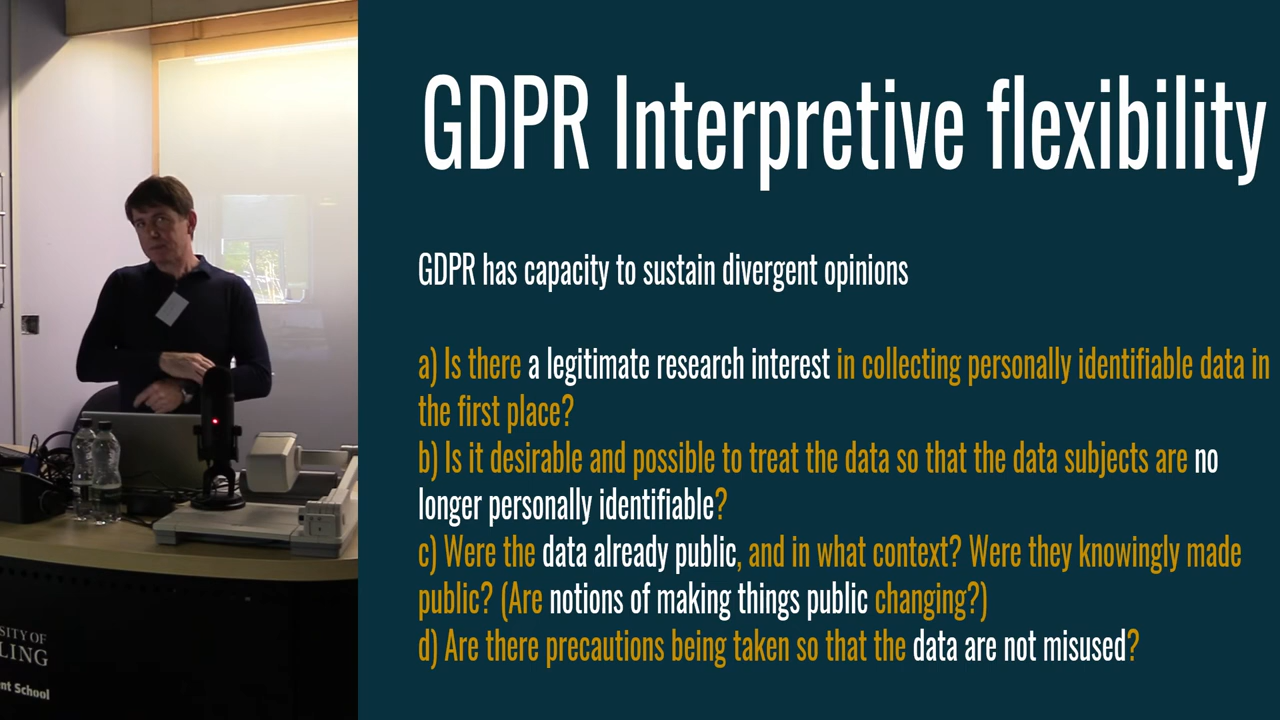 GDPR Interpretive flexibility
GDPR has capacity to sustain divergent opinions
a) Is there a legitimate research interest in collecting personally identifiable data in
the first place?
b) Is it desirable and possible to treat the data so that the data subjects are no
longer personally identifiable?
c) Were the data already public, and in what context? Were they knowingly made
public? (Are notions of making things public changing?)
d) Are there precautions being taken so that the data are not misused?
SITY OF
LING
nt School